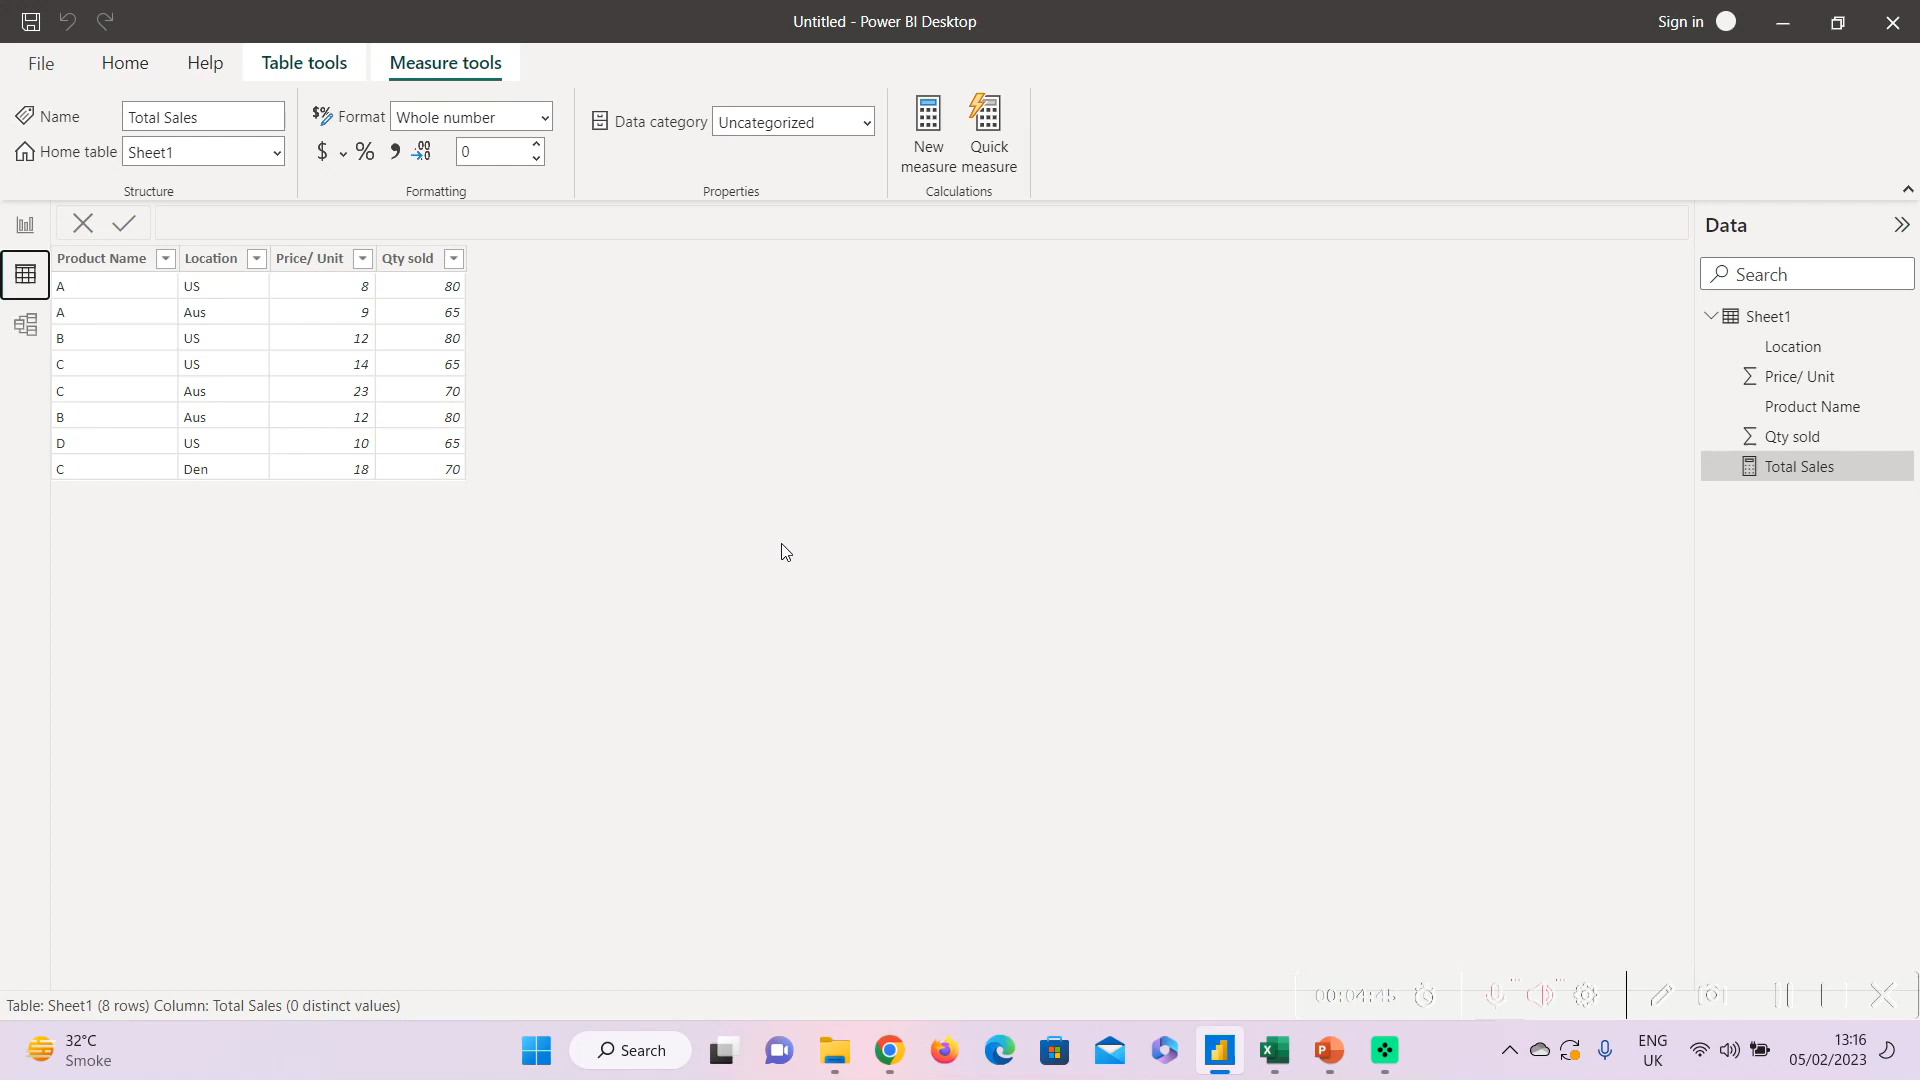 Untitled - Power BI Desktop
Sign in
File
Home
Help
Table tools
Measure tools
Name
Total Sales
Home table
Sheet1
Structure
$% Format
Whole number
$ % 9 .00
0
Formatting
Data category
Uncategorized
Properties
New measure
Quick measure
Calculations
Product Name Location Price/ Unit Qty sold
A US 8 80
A Aus 9 65
B US 12 80
C US 14 65
C Aus 23 70
B Aus 12 80
D US 10 65
C Den 18 70
Data
Search
Sheet1
Location
Price/ Unit
Product Name
Qty sold
Total Sales
Table: Sheet1 (8 rows) Column: Total Sales (0 distinct values)
00:04:45
32°C
Smoke
Search
ENG
UK
13:16
05/02/2023